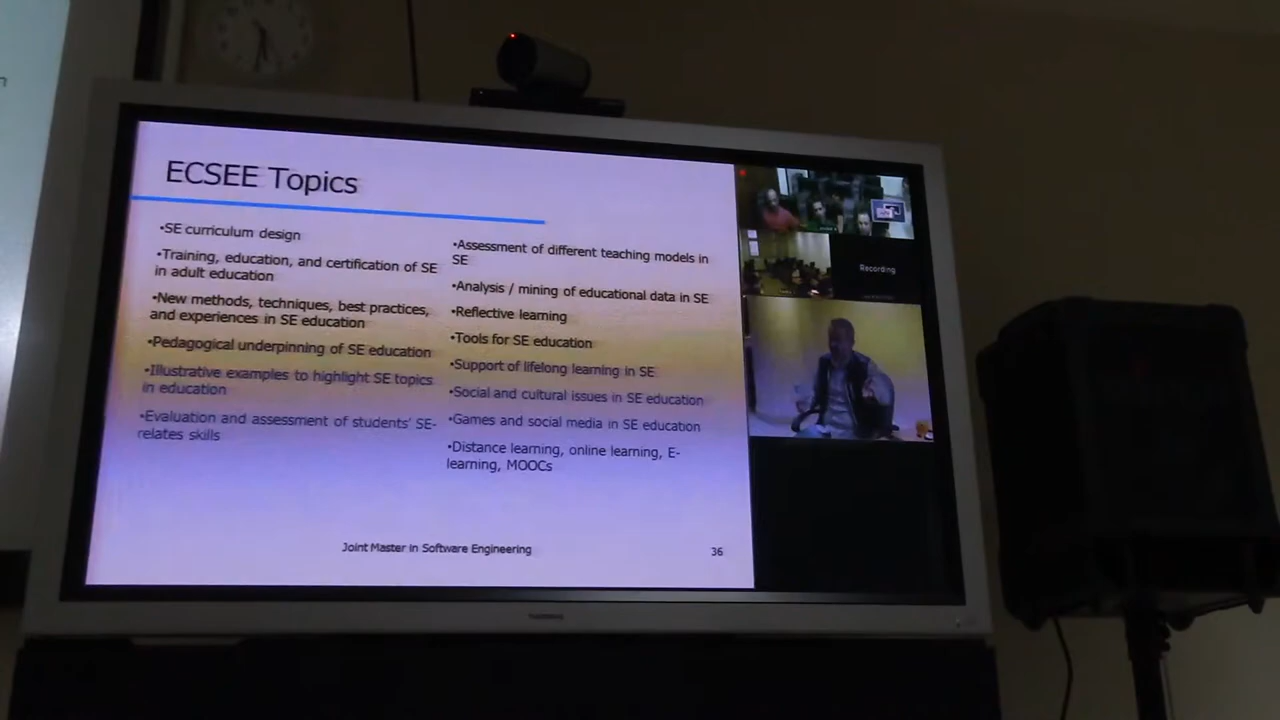 ECSEE Topics
•SE curriculum design
•Training, education, and certification of SE
in adult education
•New methods, techniques, best practices,
and experiences in SE education
•Pedagogical underpinning of SE education
•Illustrative examples to highlight SE topics
in education
•Evaluation and assessment of students' SE-
relates skills
•Assessment of different teaching models in
SE
•Analysis / mining of educational data in SE
•Reflective learning
•Tools for SE education
•Support of lifelong learning in SE
•Social and cultural issues in SE education
•Games and social media in SE education
•Distance learning, online learning, E-
learning, MOOCs
Joint Master in Software Engineering
36
Recording